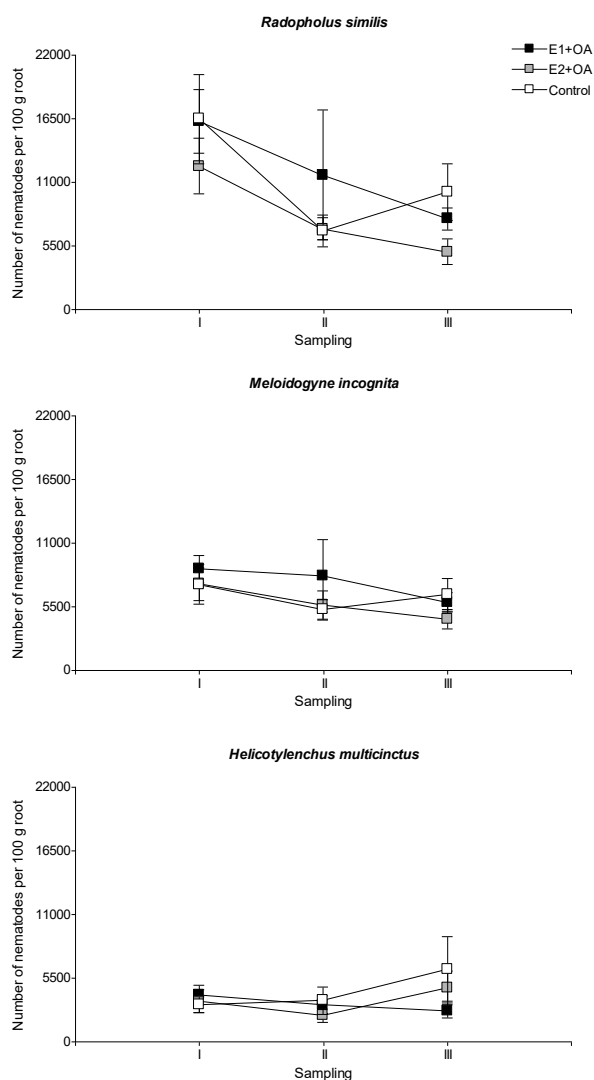 Radopholus similis
E1+OA
E2+OA
Control
Number of nematodes per 100 g root
22000
16500
11000
5500
0
I II III
Sampling
Meloidogyne incognita
Number of nematodes per 100 g root
22000
16500
11000
5500
0
I II III
Sampling
Helicotylenchus multicinctus
Number of nematodes per 100 g root
22000
16500
11000
5500
0
I II III
Sampling